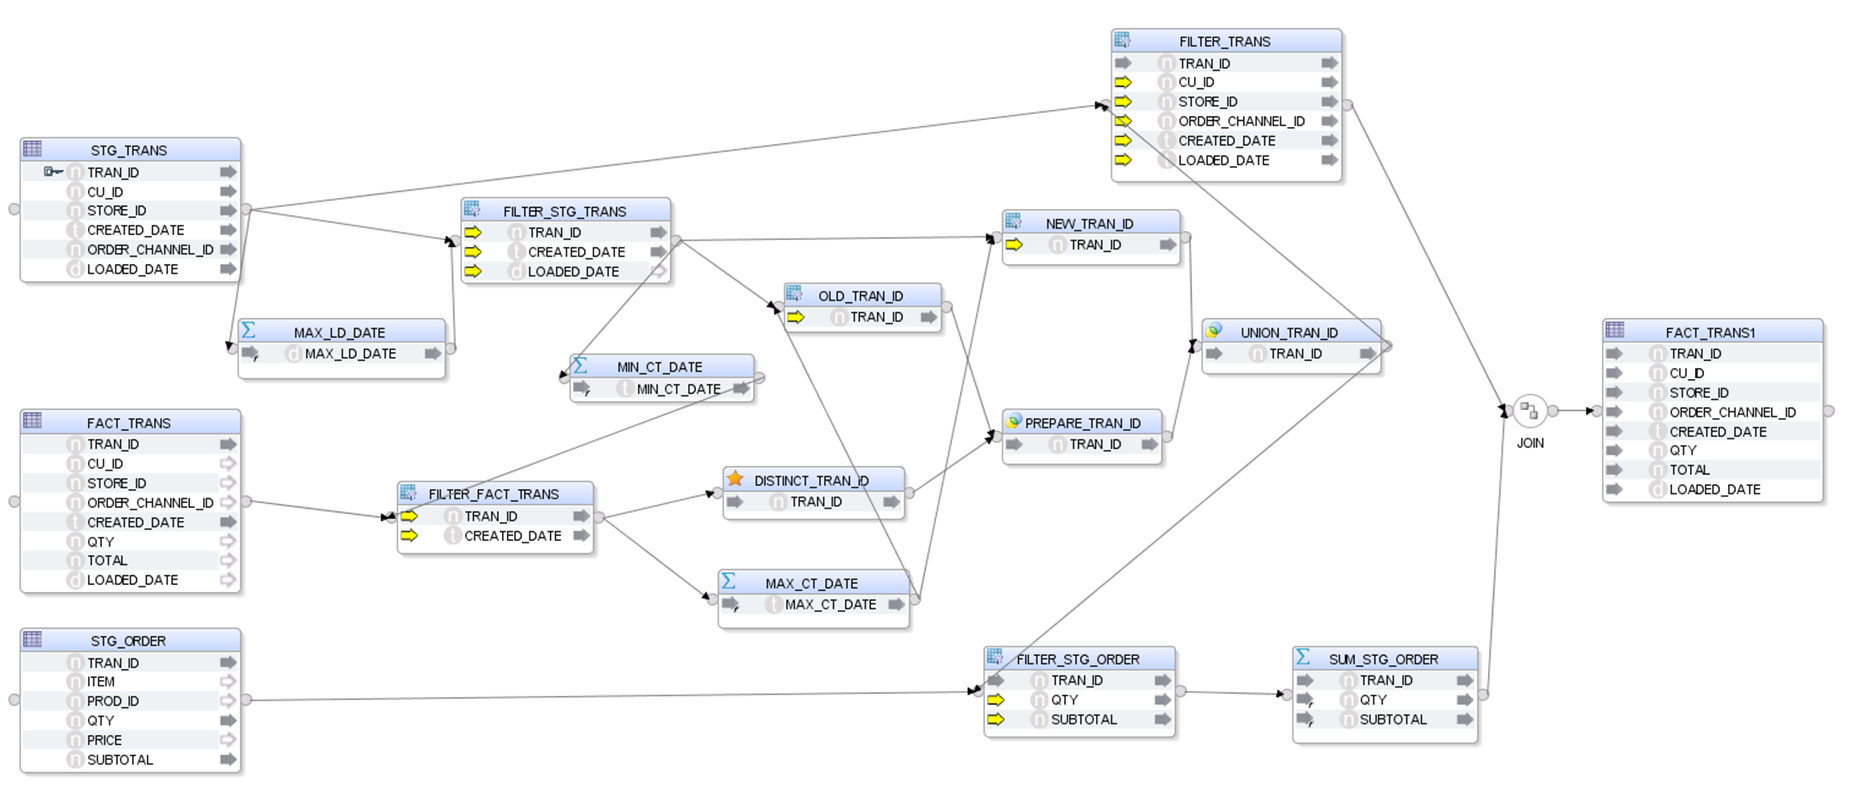 FILTER_TRANS
TRAN_ID
CU_ID
STORE_ID
ORDER_CHANNEL_ID
CREATED_DATE
LOADED_DATE
STG_TRANS
TRAN_ID
CU_ID
STORE_ID
CREATED_DATE
ORDER_CHANNEL_ID
LOADED_DATE
FILTER_STG_TRANS
TRAN_ID
CREATED_DATE
LOADED_DATE
NEW_TRAN_ID
TRAN_ID
OLD_TRAN_ID
TRAN_ID
MAX_LD_DATE
MAX_LD_DATE
UNION_TRAN_ID
TRAN_ID
MIN_CT_DATE
MIN_CT_DATE
FACT_TRANS1
TRAN_ID
CU_ID
STORE_ID
ORDER_CHANNEL_ID
CREATED_DATE
QTY
TOTAL
LOADED_DATE
JOIN
FACT_TRANS
TRAN_ID
CU_ID
STORE_ID
ORDER_CHANNEL_ID
CREATED_DATE
QTY
TOTAL
LOADED_DATE
PREPARE_TRAN_ID
TRAN_ID
FILTER_FACT_TRANS
TRAN_ID
CREATED_DATE
DISTINCT_TRAN_ID
TRAN_ID
MAX_CT_DATE
MAX_CT_DATE
STG_ORDER
TRAN_ID
ITEM
PROD_ID
QTY
PRICE
SUBTOTAL
FILTER_STG_ORDER
TRAN_ID
QTY
SUBTOTAL
SUM_STG_ORDER
TRAN_ID
QTY
SUBTOTAL